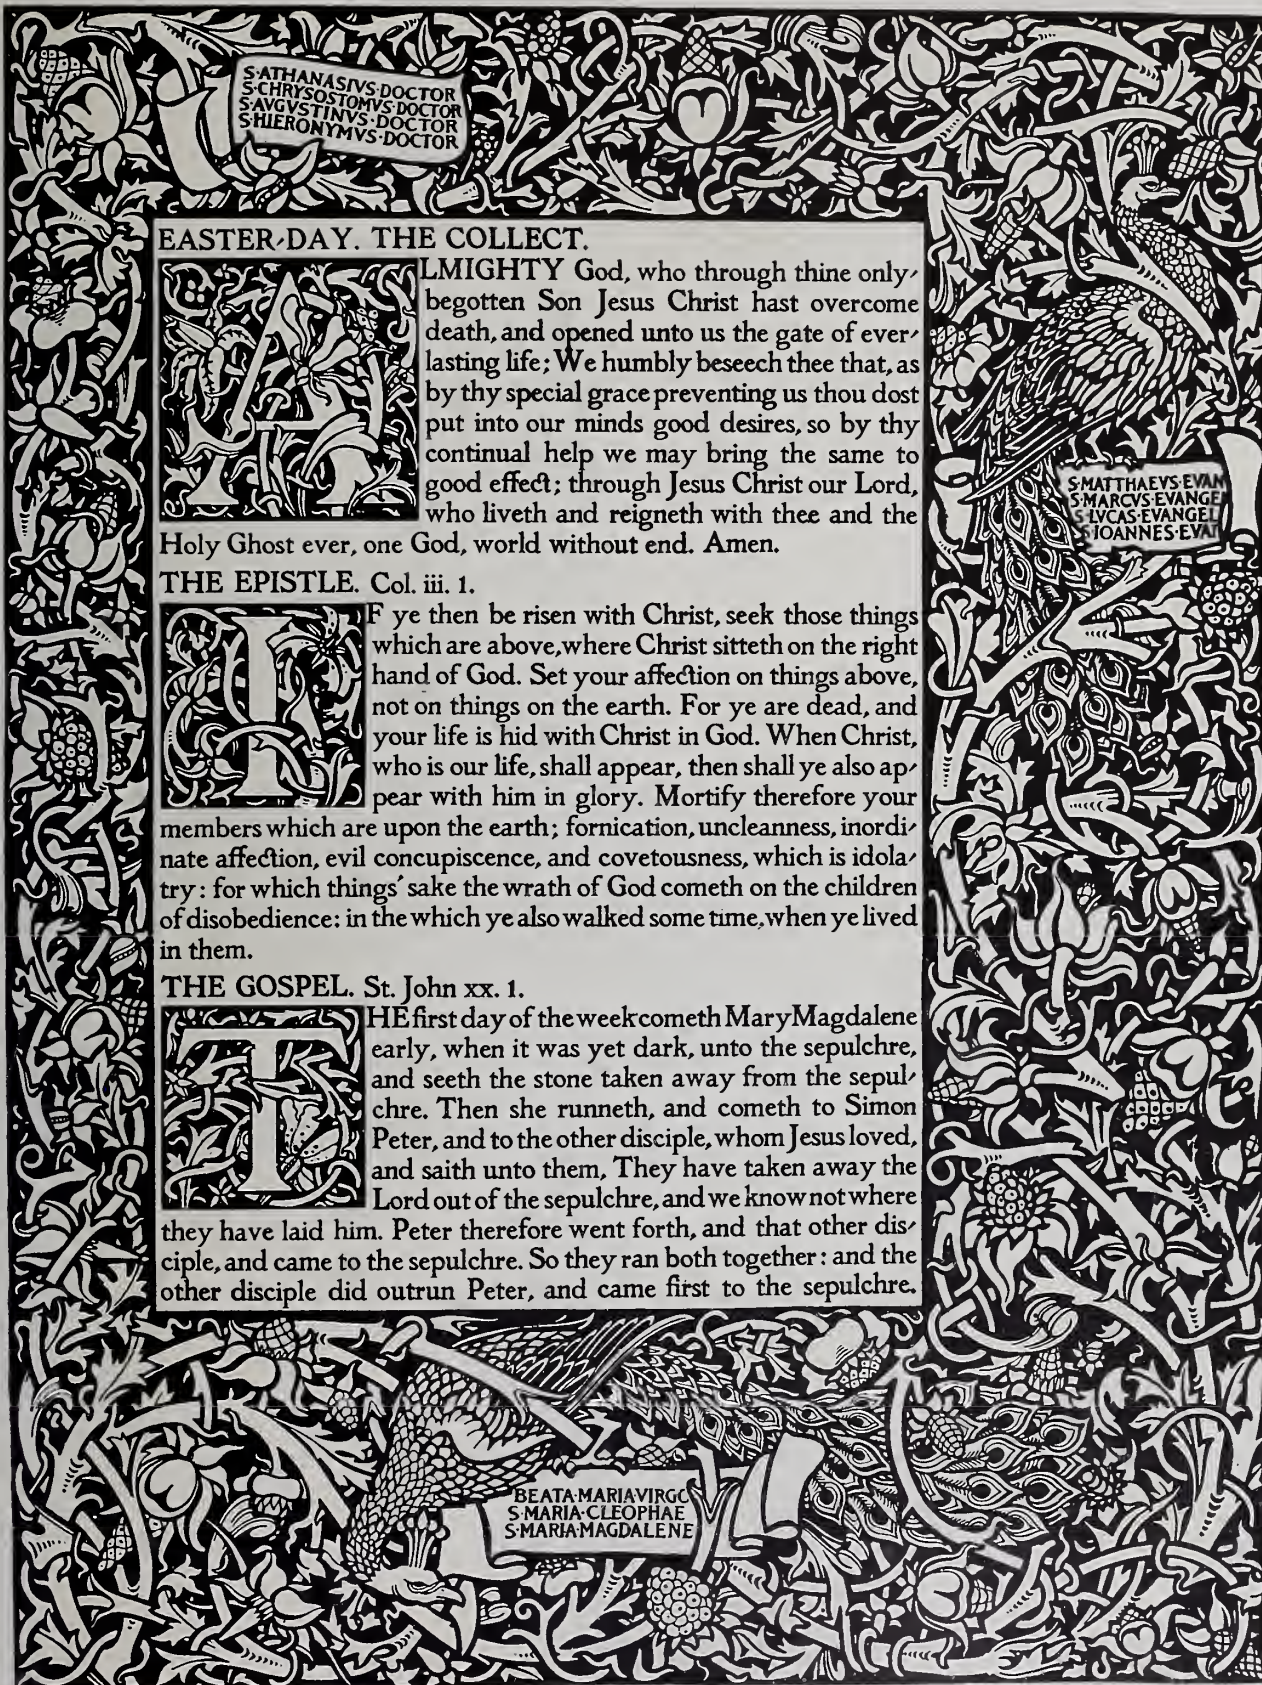 S·ATHANASIVS·DOCTOR
S·CHRYSOSTOMVS·DOCTOR
S·AVGVSTINVS·DOCTOR
S·HIERONYMVS·DOCTOR
EASTER-DAY. THE COLLECT.
ALMIGHTY God, who through thine only-
begotten Son Jesus Christ hast overcome
death, and opened unto us the gate of ever-
lasting life; We humbly beseech thee that, as
by thy special grace preventing us thou dost
put into our minds good desires, so by thy
continual help we may bring the same to
good effect; through Jesus Christ our Lord,
who liveth and reigneth with thee and the
Holy Ghost ever, one God, world without end. Amen.
THE EPISTLE. Col. iii. 1.
IF ye then be risen with Christ, seek those things
which are above, where Christ sitteth on the right
hand of God. Set your affection on things above,
not on things on the earth. For ye are dead, and
your life is hid with Christ in God. When Christ,
who is our life, shall appear, then shall ye also ap-
pear with him in glory. Mortify therefore your
members which are upon the earth; fornication, uncleanness, inordi-
nate affection, evil concupiscence, and covetousness, which is idola-
try: for which things' sake the wrath of God cometh on the children
of disobedience: in the which ye also walked some time, when ye lived
in them.
THE GOSPEL. St. John xx. 1.
THE first day of the week cometh Mary Magdalene
early, when it was yet dark, unto the sepulchre,
and seeth the stone taken away from the sepul-
chre. Then she runneth, and cometh to Simon
Peter, and to the other disciple, whom Jesus loved,
and saith unto them, They have taken away the
Lord out of the sepulchre, and we know not where
they have laid him. Peter therefore went forth, and that other dis-
ciple, and came to the sepulchre. So they ran both together: and the
other disciple did outrun Peter, and came first to the sepulchre.
S·MATTHAEVS·EVAN
S·MARCVS·EVANGE
S·LVCAS·EVANGEL
S·IOANNES·EVAN
BEATA·MARIA·VIRGO
S·MARIA·CLEOPHAE
S·MARIA·MAGDALENE